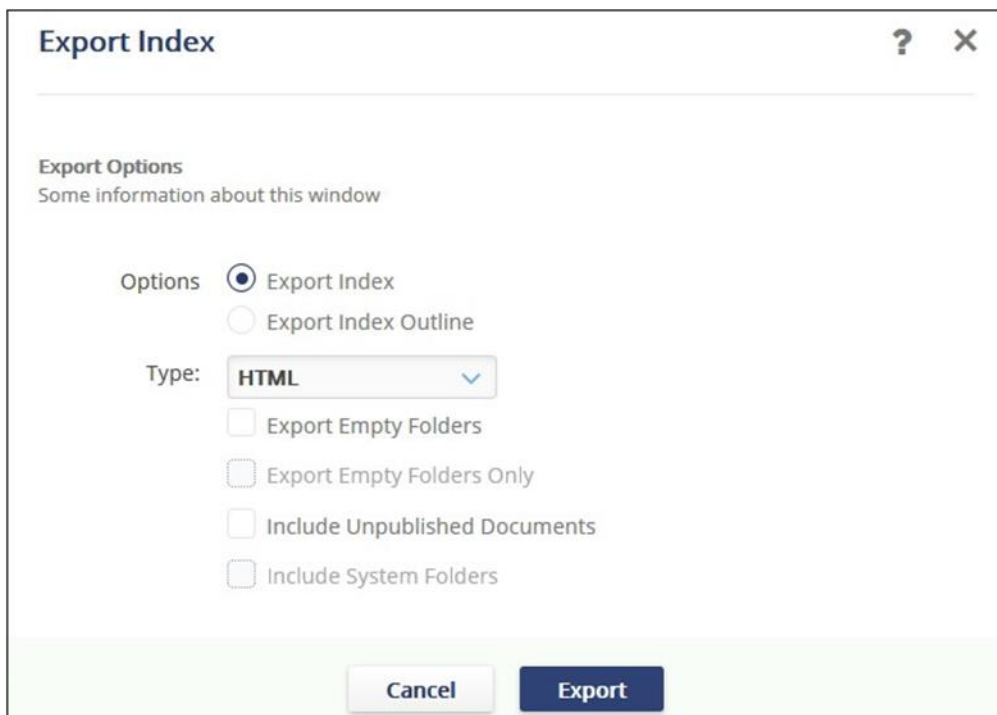 Export Index
? ×
Export Options
Some information about this window
Options Export Index
Export Index Outline
Type: HTML
Export Empty Folders
Export Empty Folders Only
Include Unpublished Documents
Include System Folders
Cancel Export